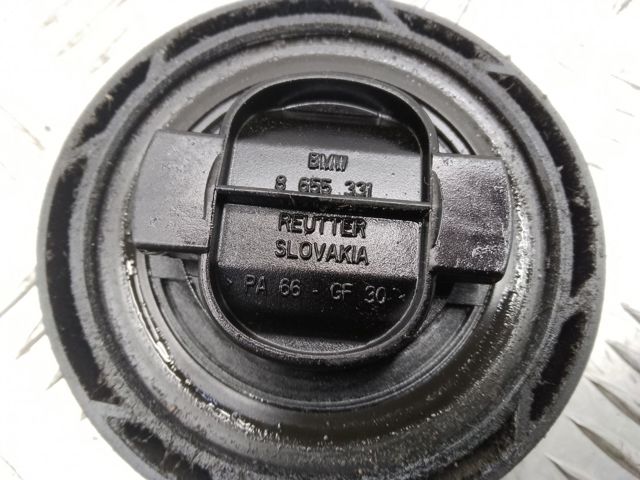 BMW
8 655 331
REUTTER
SLOVAKIA
> PA 66 - GF 30 <